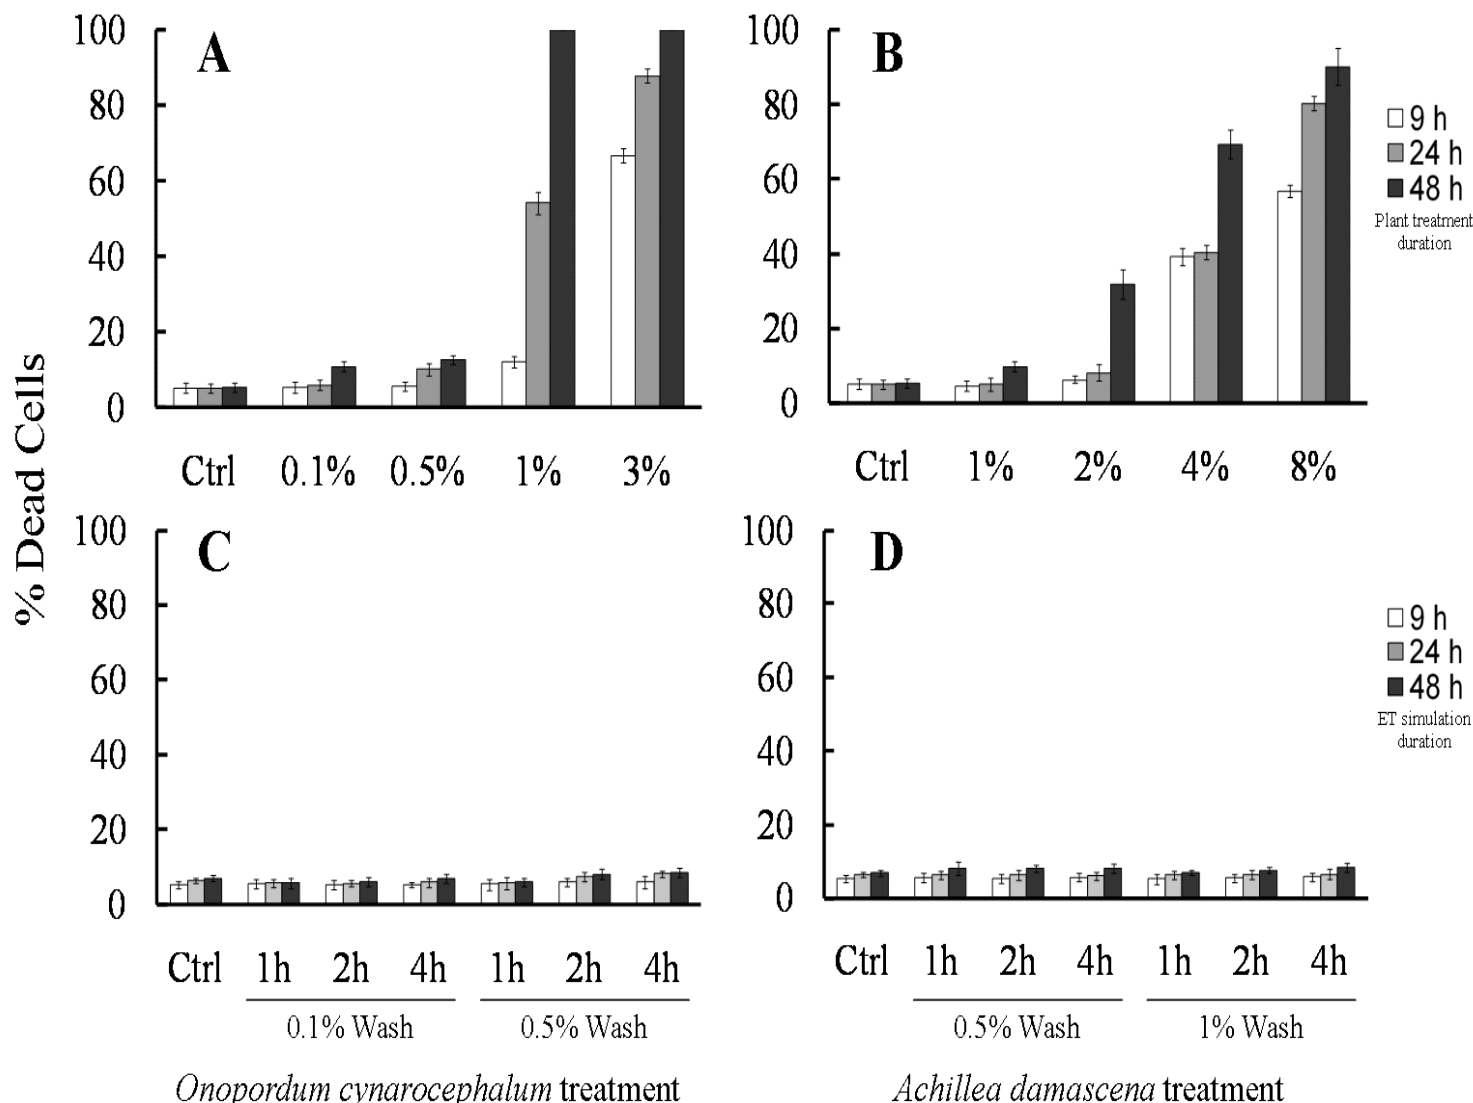 % Dead Cells
A
100
80
60
40
20
0
Ctrl 0.1% 0.5% 1% 3%
B
100
80
60
40
20
0
Ctrl 1% 2% 4% 8%
9 h
24 h
48 h
Plant treatment
duration
C
100
80
60
40
20
0
Ctrl 1h 2h 4h 1h 2h 4h
0.1% Wash 0.5% Wash
Onopordum cynarocephalum treatment
D
100
80
60
40
20
0
Ctrl 1h 2h 4h 1h 2h 4h
0.5% Wash 1% Wash
Achillea damascena treatment
9 h
24 h
48 h
ET simulation
duration